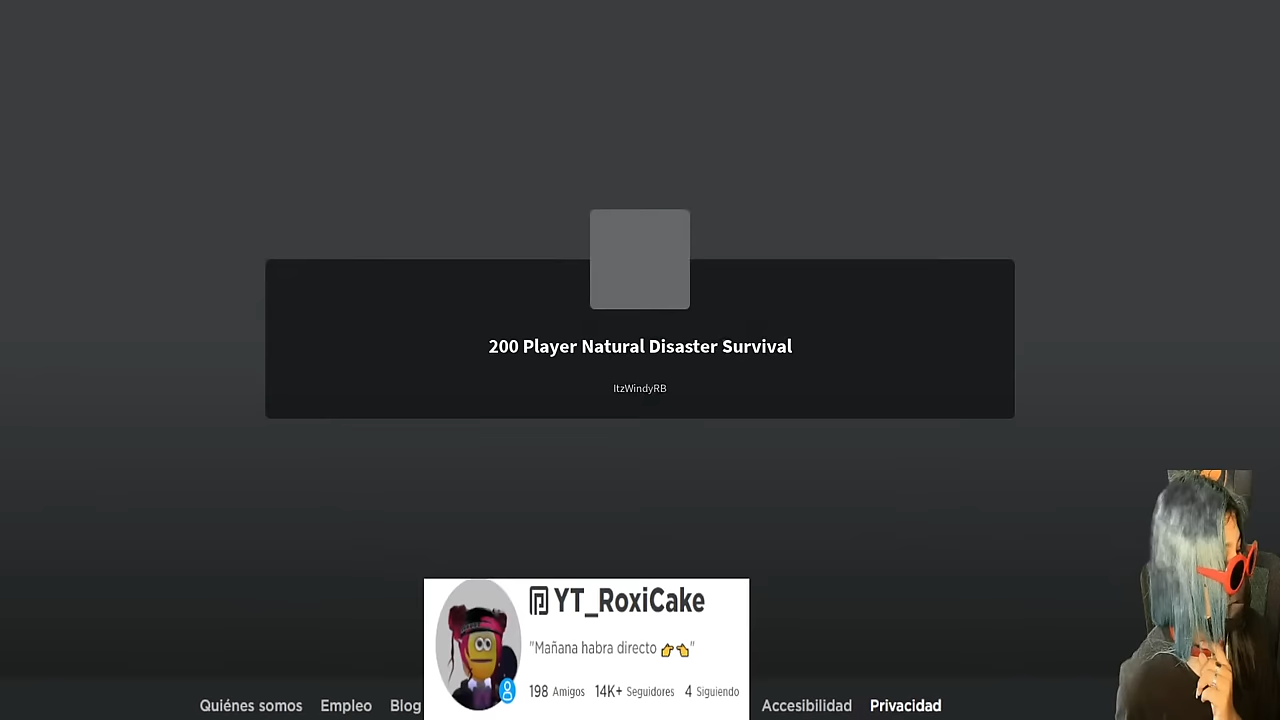 200 Player Natural Disaster Survival
ItzWindyRB
YT_RoxiCake
"Mañana habra directo 👉👈"
198 Amigos 14K+ Seguidores 4 Siguiendo
Quiénes somos Empleo Blog Accesibilidad Privacidad